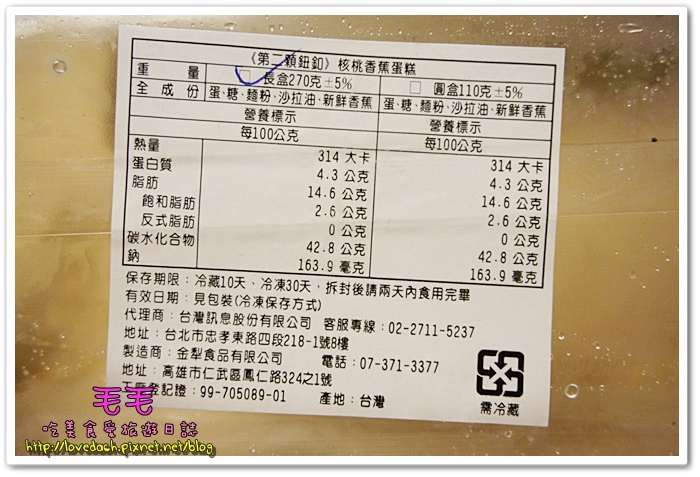 《第二顆鈕釦》核桃香蕉蛋糕
重量 □ 長盒270克±5% □ 圓盒110克±5%
全成份 蛋、糖、麵粉、沙拉油、新鮮香蕉 蛋、糖、麵粉、沙拉油、新鮮香蕉
營養標示 營養標示
每100公克 每100公克
熱量 314 大卡 314 大卡
蛋白質 4.3 公克 4.3 公克
脂肪 14.6 公克 14.6 公克
飽和脂肪 2.6 公克 2.6 公克
反式脂肪 0 公克 0 公克
碳水化合物 42.8 公克 42.8 公克
鈉 163.9 毫克 163.9 毫克
保存期限：冷藏10天、冷凍30天，拆封後請兩天內食用完畢
有效日期：見包裝(冷凍保存方式)
代理商：台灣訊息股份有限公司 客服專線：02-2711-5237
地址：台北市忠孝東路四段218-1號8樓
製造商：金犁食品有限公司 電話：07-371-3377
地址：高雄市仁武區鳳仁路324之1號
工廠登記證：99-705089-01 產地：台灣
需冷藏
毛毛
吃美食愛旅遊日誌
http://lovedach.pixnet.net/blog